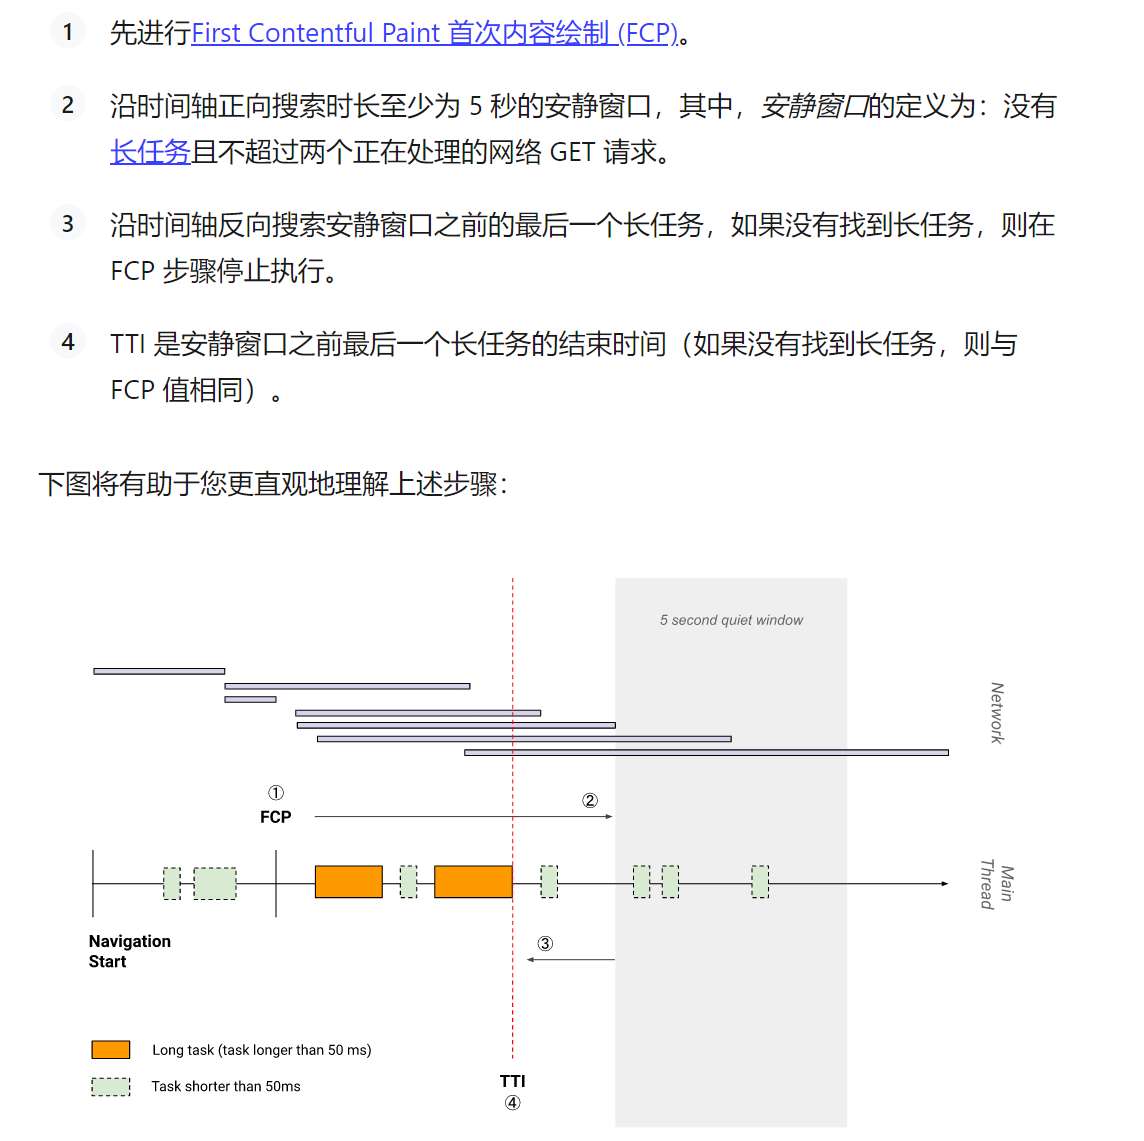 1 先进行First Contentful Paint 首次内容绘制 (FCP)。
2 沿时间轴正向搜索时长至少为 5 秒的安静窗口，其中，安静窗口的定义为：没有
长任务且不超过两个正在处理的网络 GET 请求。
3 沿时间轴反向搜索安静窗口之前的最后一个长任务，如果没有找到长任务，则在
FCP 步骤停止执行。
4 TTI 是安静窗口之前最后一个长任务的结束时间（如果没有找到长任务，则与
FCP 值相同）。
下图将有助于您更直观地理解上述步骤：
5 second quiet window
Network
①
FCP
②
Main
Thread
Navigation
Start
③
Long task (task longer than 50 ms)
Task shorter than 50ms
TTI
④